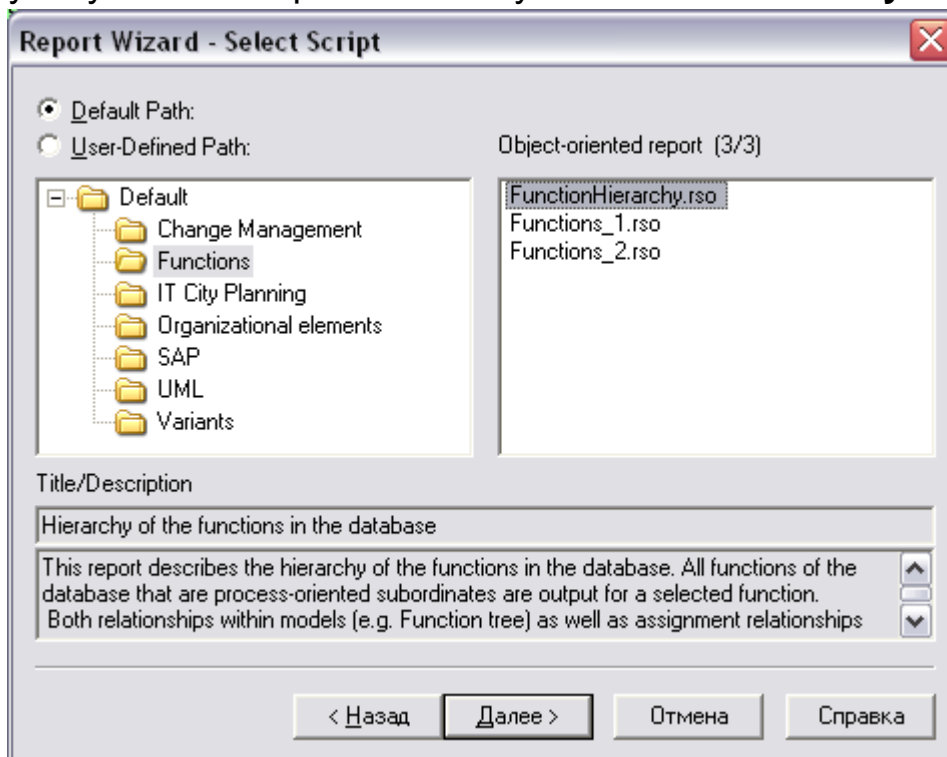 Report Wizard - Select Script
Default Path:
User-Defined Path:
Object-oriented report (3/3)
Default
Change Management
Functions
IT City Planning
Organizational elements
SAP
UML
Variants
FunctionHierarchy.rso
Functions_1.rso
Functions_2.rso
Title/Description
Hierarchy of the functions in the database
This report describes the hierarchy of the functions in the database. All functions of the
database that are process-oriented subordinates are output for a selected function.
Both relationships within models (e.g. Function tree) as well as assignment relationships
< Назад
Далее >
Отмена
Справка